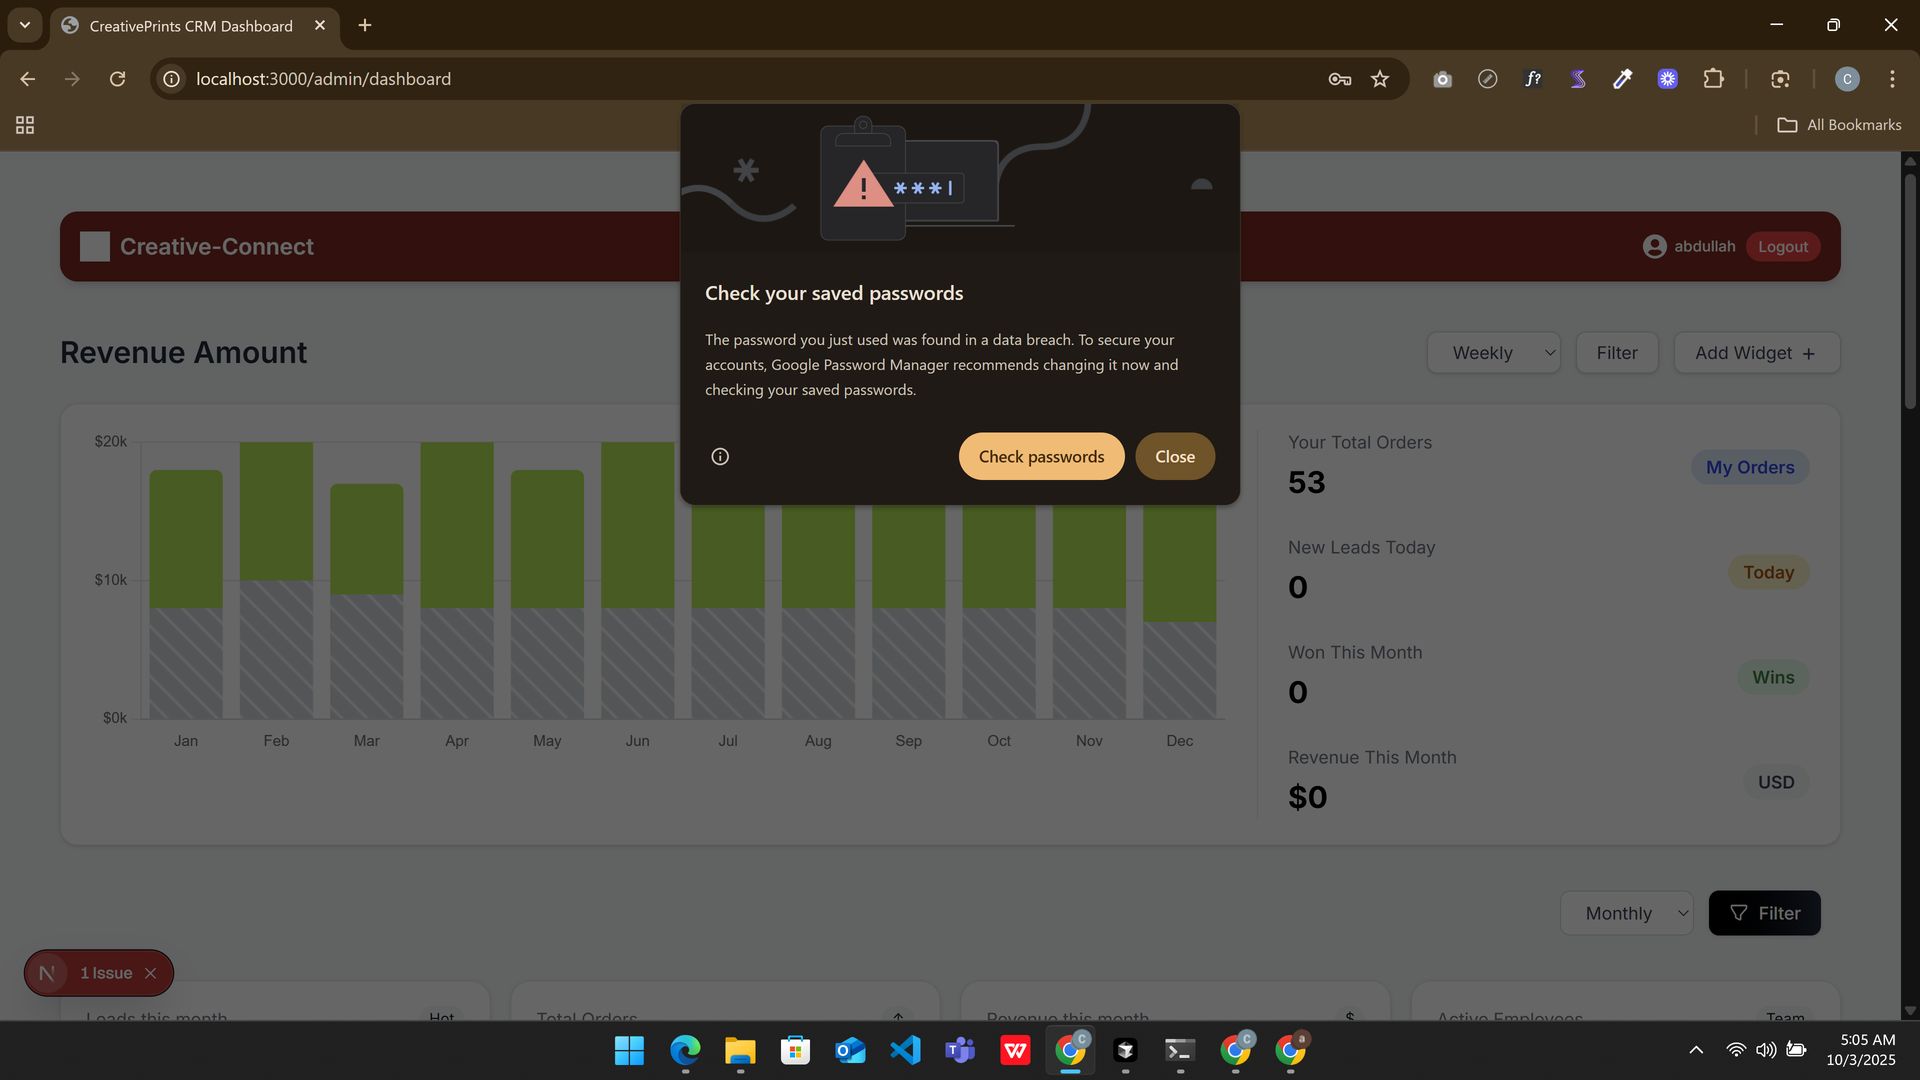 CreativePrints CRM Dashboard
localhost:3000/admin/dashboard
f?
C
All Bookmarks
Creative-Connect
abdullah
Logout
***|
Check your saved passwords
The password you just used was found in a data breach. To secure your
accounts, Google Password Manager recommends changing it now and
checking your saved passwords.
Check passwords
Close
Revenue Amount
Weekly
Filter
Add Widget +
$20k
$10k
$0k
Jan
Feb
Mar
Apr
May
Jun
Jul
Aug
Sep
Oct
Nov
Dec
Your Total Orders
53
My Orders
New Leads Today
0
Today
Won This Month
0
Wins
Revenue This Month
$0
USD
Monthly
Filter
N
1 Issue
Leads this month
Hot
Total Orders
Revenue this month
$
Active Employees
Team
5:05 AM
10/3/2025